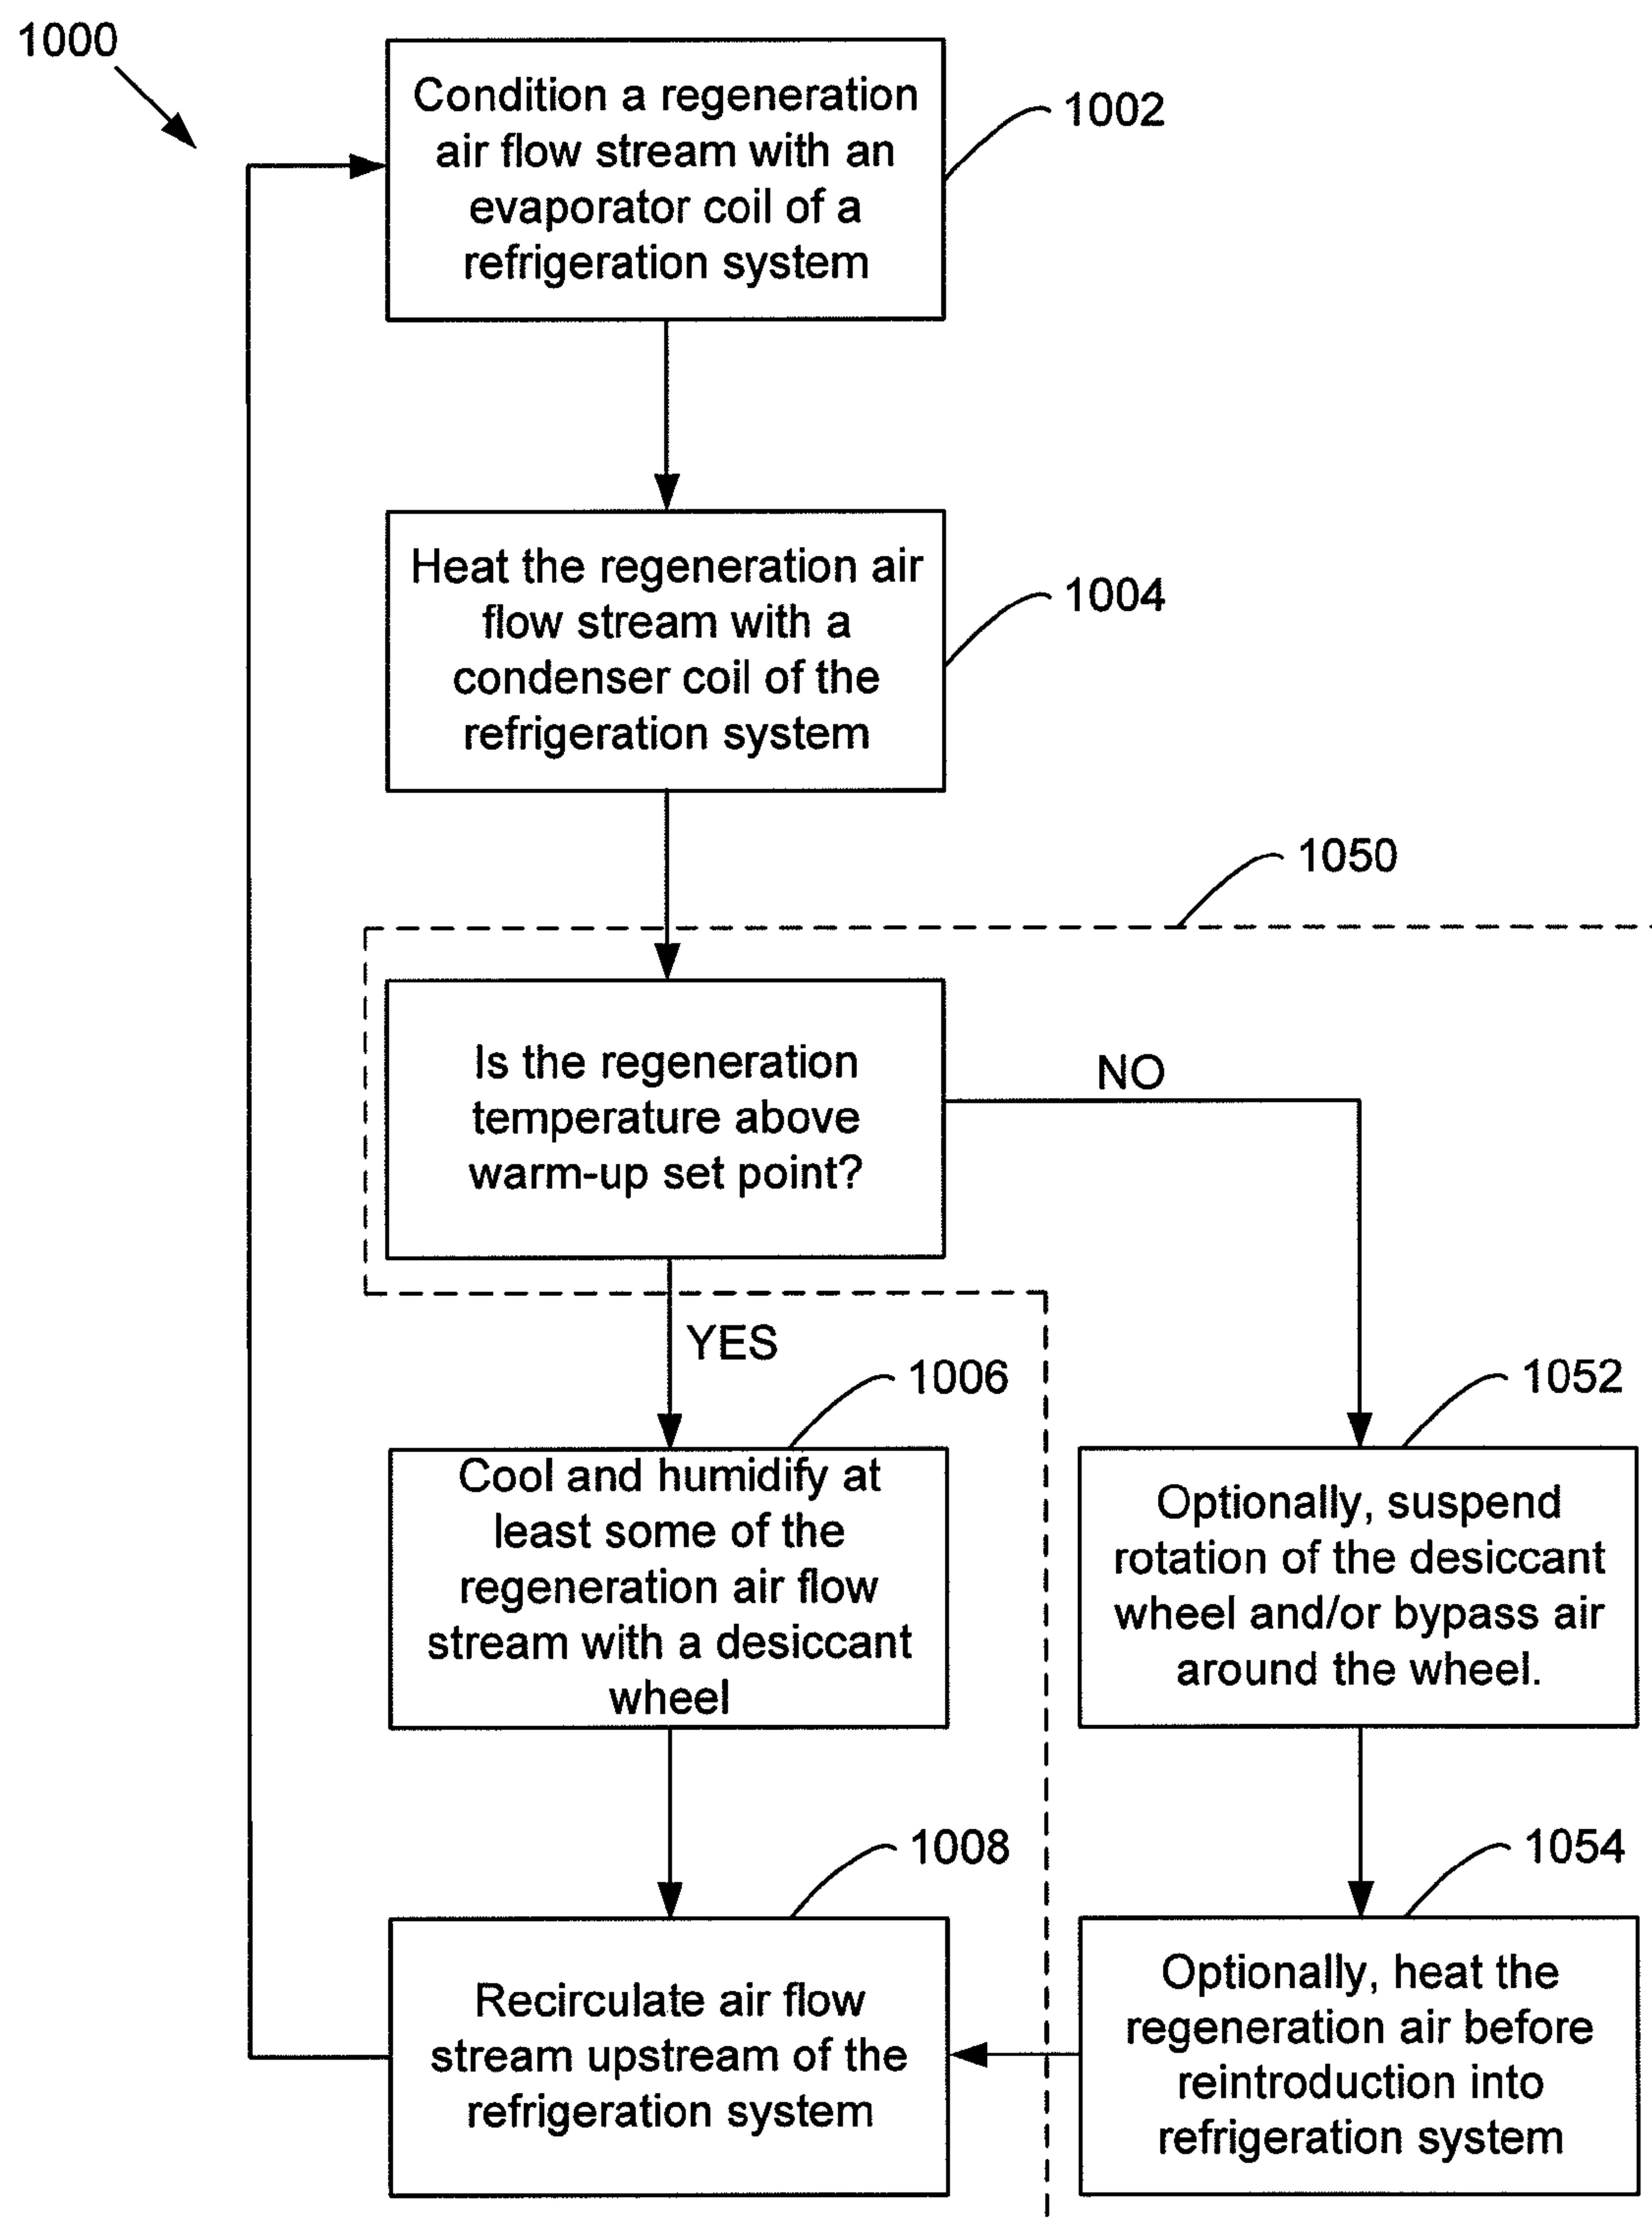 1000
Condition a regeneration
air flow stream with an
evaporator coil of a
refrigeration system
1002
Heat the regeneration air
flow stream with a
condenser coil of the
refrigeration system
1004
1050
Is the regeneration
temperature above
warm-up set point?
NO
YES
1006
Cool and humidify at
least some of the
regeneration air flow
stream with a desiccant
wheel
1052
Optionally, suspend
rotation of the desiccant
wheel and/or bypass air
around the wheel.
1008
Recirculate air flow
stream upstream of the
refrigeration system
1054
Optionally, heat the
regeneration air before
reintroduction into
refrigeration system